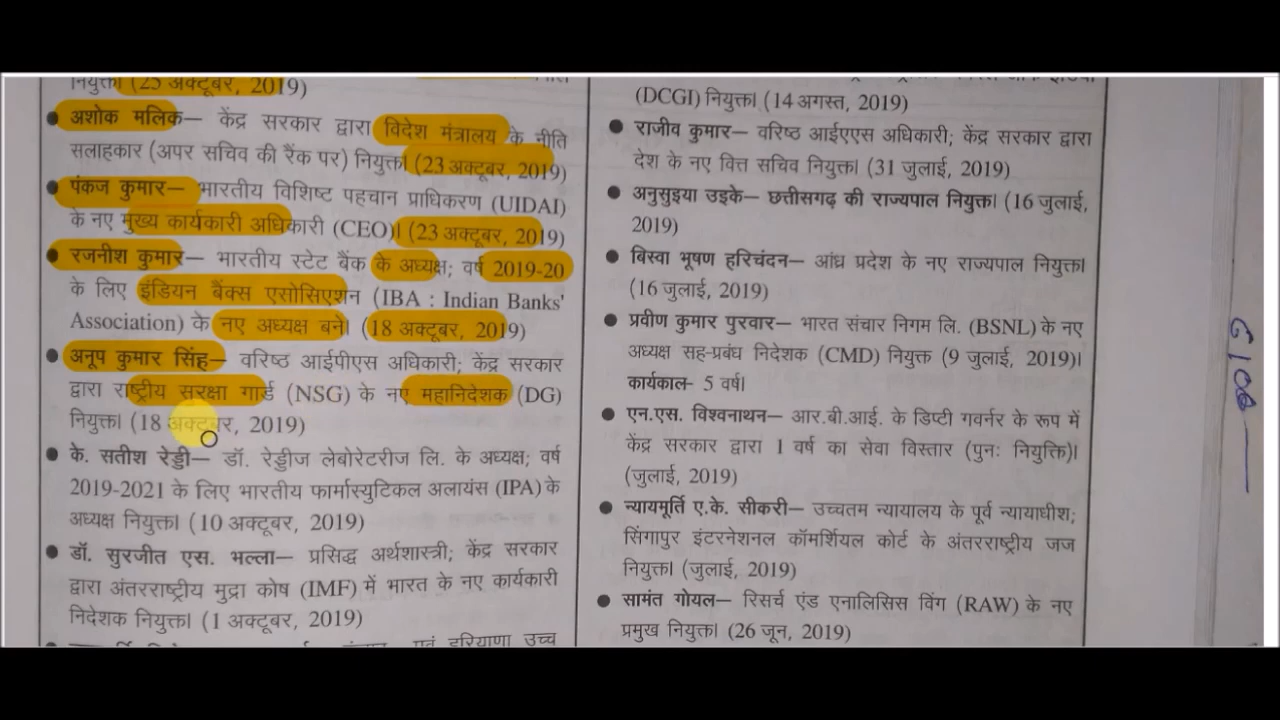 नियुक्त। (25 अक्टूबर, 2019)
● अशोक मलिक– केंद्र सरकार द्वारा विदेश मंत्रालय के नीति
सलाहकार (अपर सचिव की रैंक पर) नियुक्त। (23 अक्टूबर, 2019)
● पंकज कुमार– भारतीय विशिष्ट पहचान प्राधिकरण (UIDAI)
के नए मुख्य कार्यकारी अधिकारी (CEO)। (23 अक्टूबर, 2019)
● रजनीश कुमार– भारतीय स्टेट बैंक के अध्यक्ष; वर्ष 2019-20
के लिए इंडियन बैंक्स एसोसिएशन (IBA : Indian Banks'
Association) के नए अध्यक्ष बने। (18 अक्टूबर, 2019)
● अनूप कुमार सिंह– वरिष्ठ आईपीएस अधिकारी; केंद्र सरकार
द्वारा राष्ट्रीय सुरक्षा गार्ड (NSG) के नए महानिदेशक (DG)
नियुक्त। (18 अक्टूबर, 2019)
● के. सतीश रेड्डी– डॉ. रेड्डीज लेबोरेटरीज लि. के अध्यक्ष; वर्ष
2019-2021 के लिए भारतीय फार्मास्युटिकल अलायंस (IPA) के
अध्यक्ष नियुक्त। (10 अक्टूबर, 2019)
● डॉ. सुरजीत एस. भल्ला– प्रसिद्ध अर्थशास्त्री; केंद्र सरकार
द्वारा अंतरराष्ट्रीय मुद्रा कोष (IMF) में भारत के नए कार्यकारी
निदेशक नियुक्त। (1 अक्टूबर, 2019)
एवं हरियाणा उच्च
(DCGI) नियुक्त। (14 अगस्त, 2019)
● राजीव कुमार– वरिष्ठ आईएएस अधिकारी; केंद्र सरकार द्वारा
देश के नए वित्त सचिव नियुक्त। (31 जुलाई, 2019)
● अनुसुइया उइके– छत्तीसगढ़ की राज्यपाल नियुक्त। (16 जुलाई,
2019)
● बिस्वा भूषण हरिचंदन– आंध्र प्रदेश के नए राज्यपाल नियुक्त।
(16 जुलाई, 2019)
● प्रवीण कुमार पुरवार– भारत संचार निगम लि. (BSNL) के नए
अध्यक्ष सह-प्रबंध निदेशक (CMD) नियुक्त (9 जुलाई, 2019)।
कार्यकाल- 5 वर्ष।
● एन.एस. विश्वनाथन– आर.बी.आई. के डिप्टी गवर्नर के रूप में
केंद्र सरकार द्वारा 1 वर्ष का सेवा विस्तार (पुनः नियुक्ति)।
(जुलाई, 2019)
● न्यायमूर्ति ए.के. सीकरी– उच्चतम न्यायालय के पूर्व न्यायाधीश;
सिंगापुर इंटरनेशनल कॉमर्शियल कोर्ट के अंतरराष्ट्रीय जज
नियुक्त। (जुलाई, 2019)
● सामंत गोयल– रिसर्च एंड एनालिसिस विंग (RAW) के नए
प्रमुख नियुक्त। (26 जून, 2019)